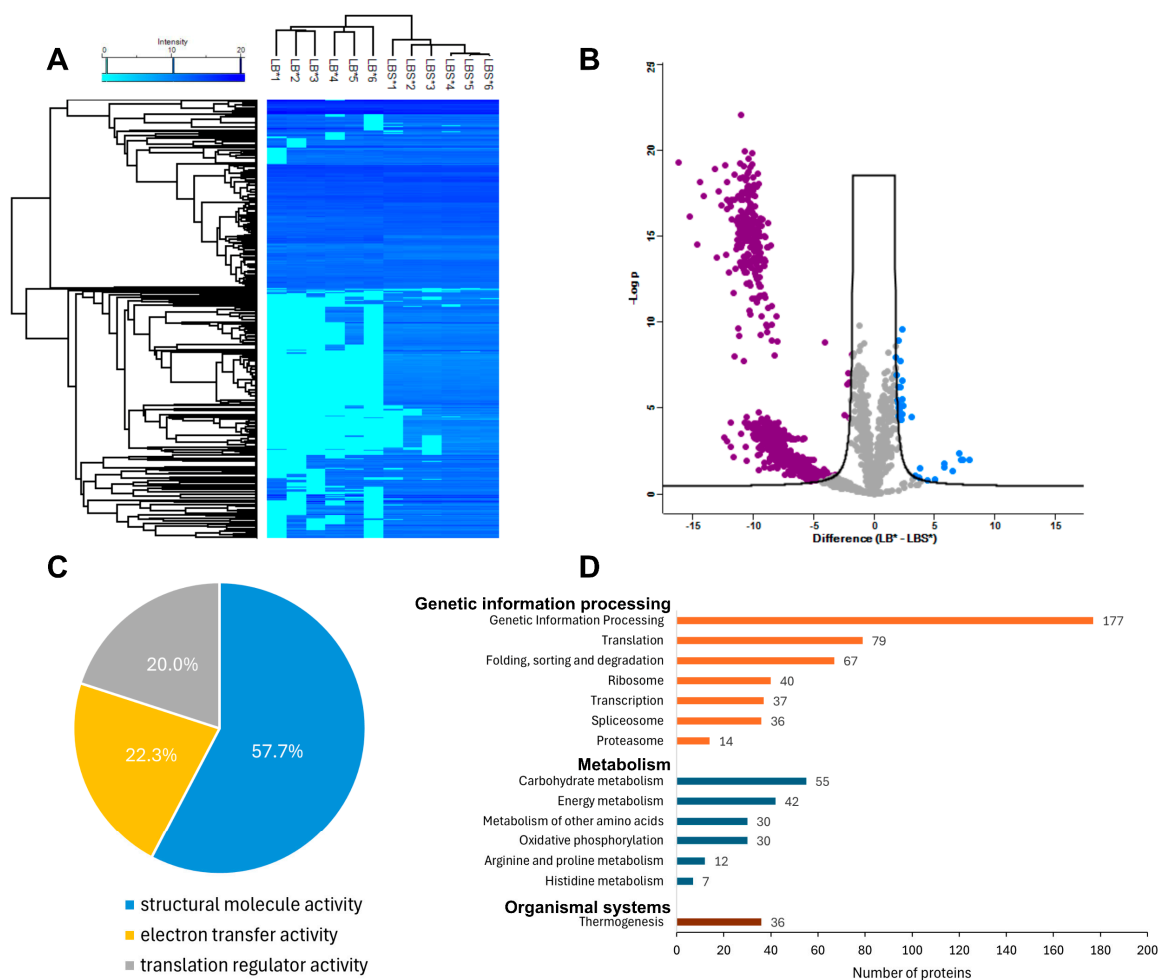 A
Intensity
0
10
20
LB*1
LB*2
LB*3
LB*4
LB*5
LB*6
LBS*1
LBS*2
LBS*3
LBS*4
LBS*5
LBS*6
B
25
20
15
10
5
0
-Log p
-15
-10
-5
0
5
10
15
Difference (LB* - LBS*)
C
20.0%
22.3%
57.7%
structural molecule activity
electron transfer activity
translation regulator activity
D
Genetic information processing
Genetic Information Processing 177
Translation 79
Folding, sorting and degradation 67
Ribosome 40
Transcription 37
Spliceosome 36
Proteasome 14
Metabolism
Carbohydrate metabolism 55
Energy metabolism 42
Metabolism of other amino acids 30
Oxidative phosphorylation 30
Arginine and proline metabolism 12
Histidine metabolism 7
Organismal systems
Thermogenesis 36
0 20 40 60 80 100 120 140 160 180 200
Number of proteins